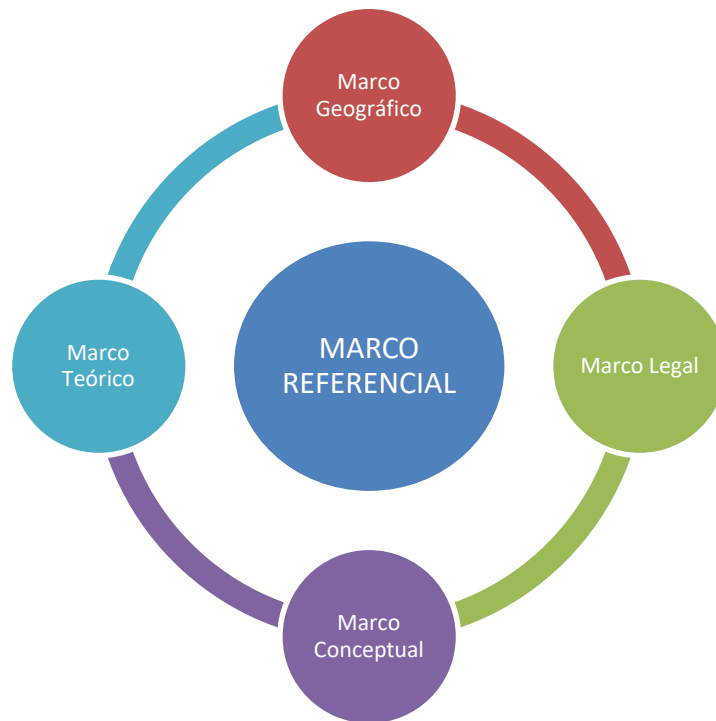 Marco
Geográfico
Marco
Teórico
MARCO
REFERENCIAL
Marco Legal
Marco
Conceptual